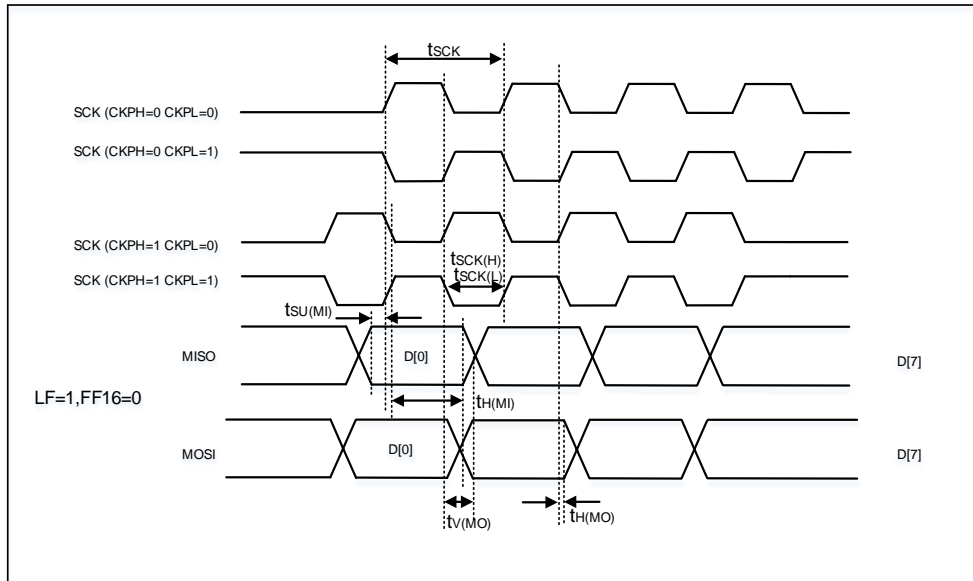 tSCK
SCK (CKPH=0 CKPL=0)
SCK (CKPH=0 CKPL=1)
SCK (CKPH=1 CKPL=0)
tSCK(H)
SCK (CKPH=1 CKPL=1)
tSCK(L)
tSU(MI)
MISO
D[0]
D[7]
LF=1,FF16=0
tH(MI)
MOSI
D[0]
D[7]
tV(MO)
tH(MO)